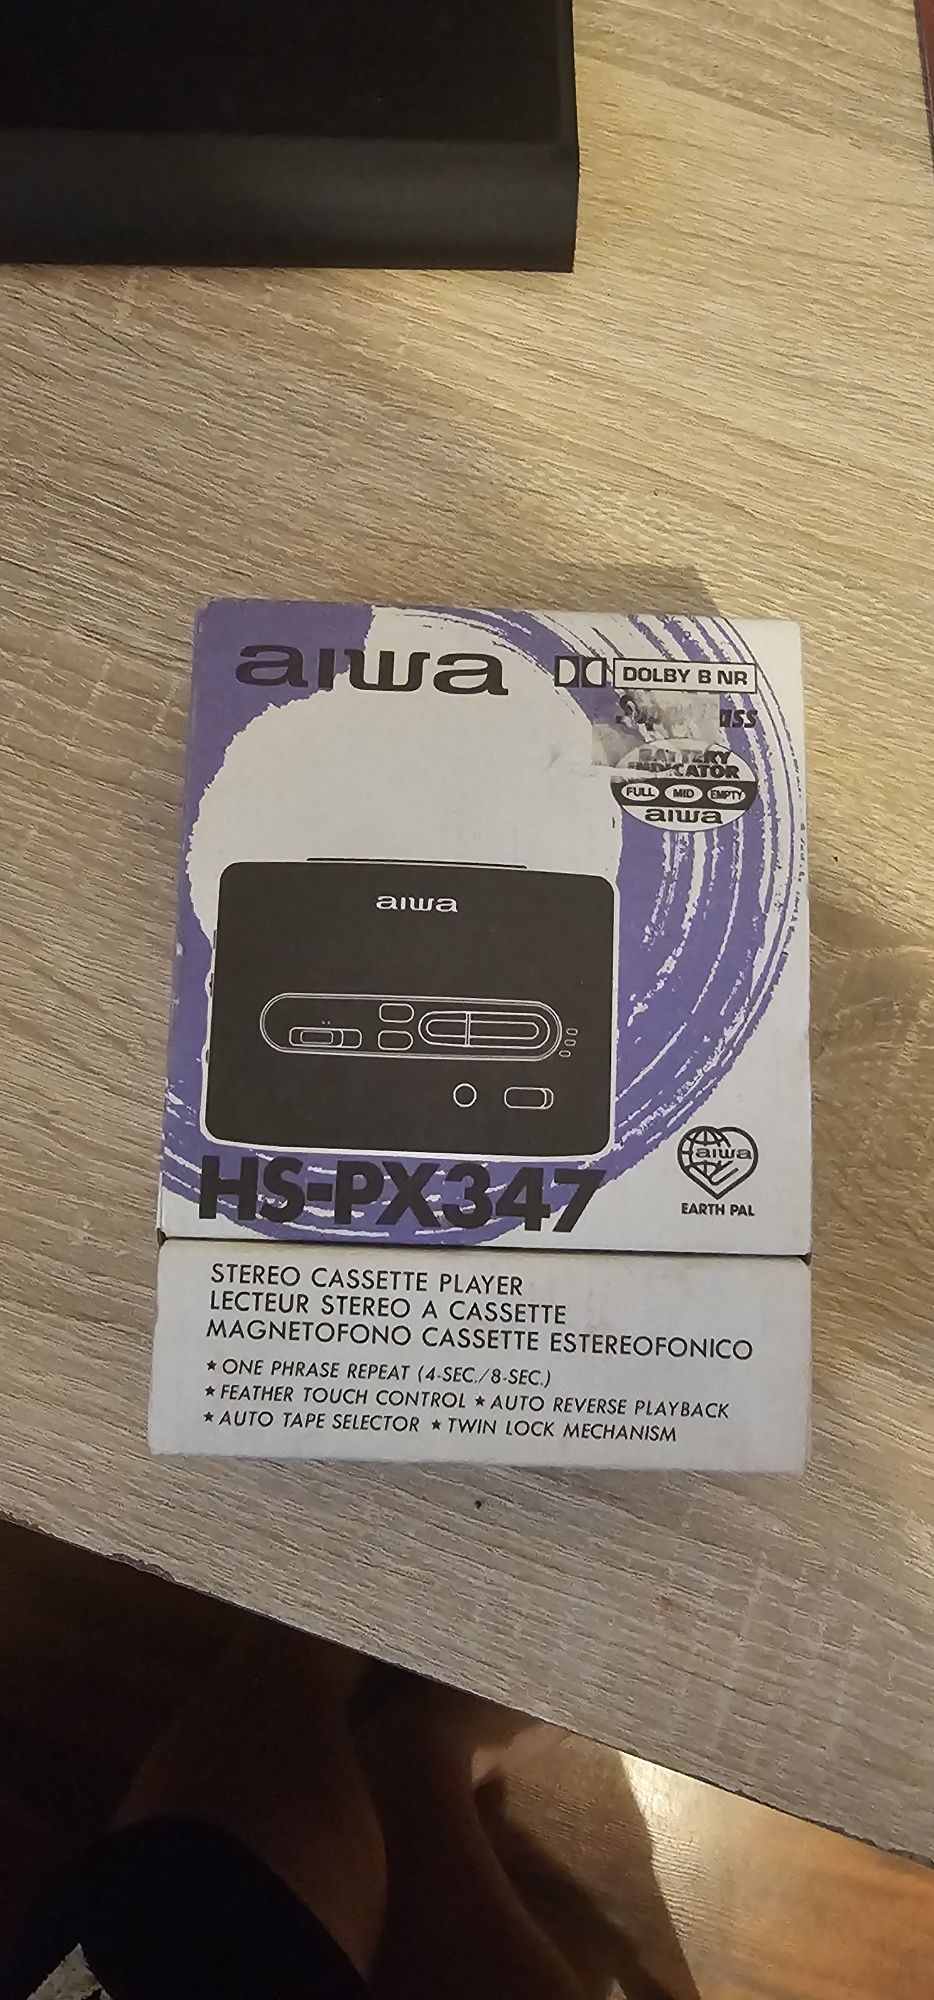 aiwa
DOLBY B NR
BATTERY
INDICATOR
FULL MID EMPTY
aiwa
aiwa
HS-PX347
aiwa
EARTH PAL
STEREO CASSETTE PLAYER
LECTEUR STEREO A CASSETTE
MAGNETOFONO CASSETTE ESTEREOFONICO
★ ONE PHRASE REPEAT (4-SEC./8-SEC.)
★ FEATHER TOUCH CONTROL ★ AUTO REVERSE PLAYBACK
★ AUTO TAPE SELECTOR ★ TWIN LOCK MECHANISM